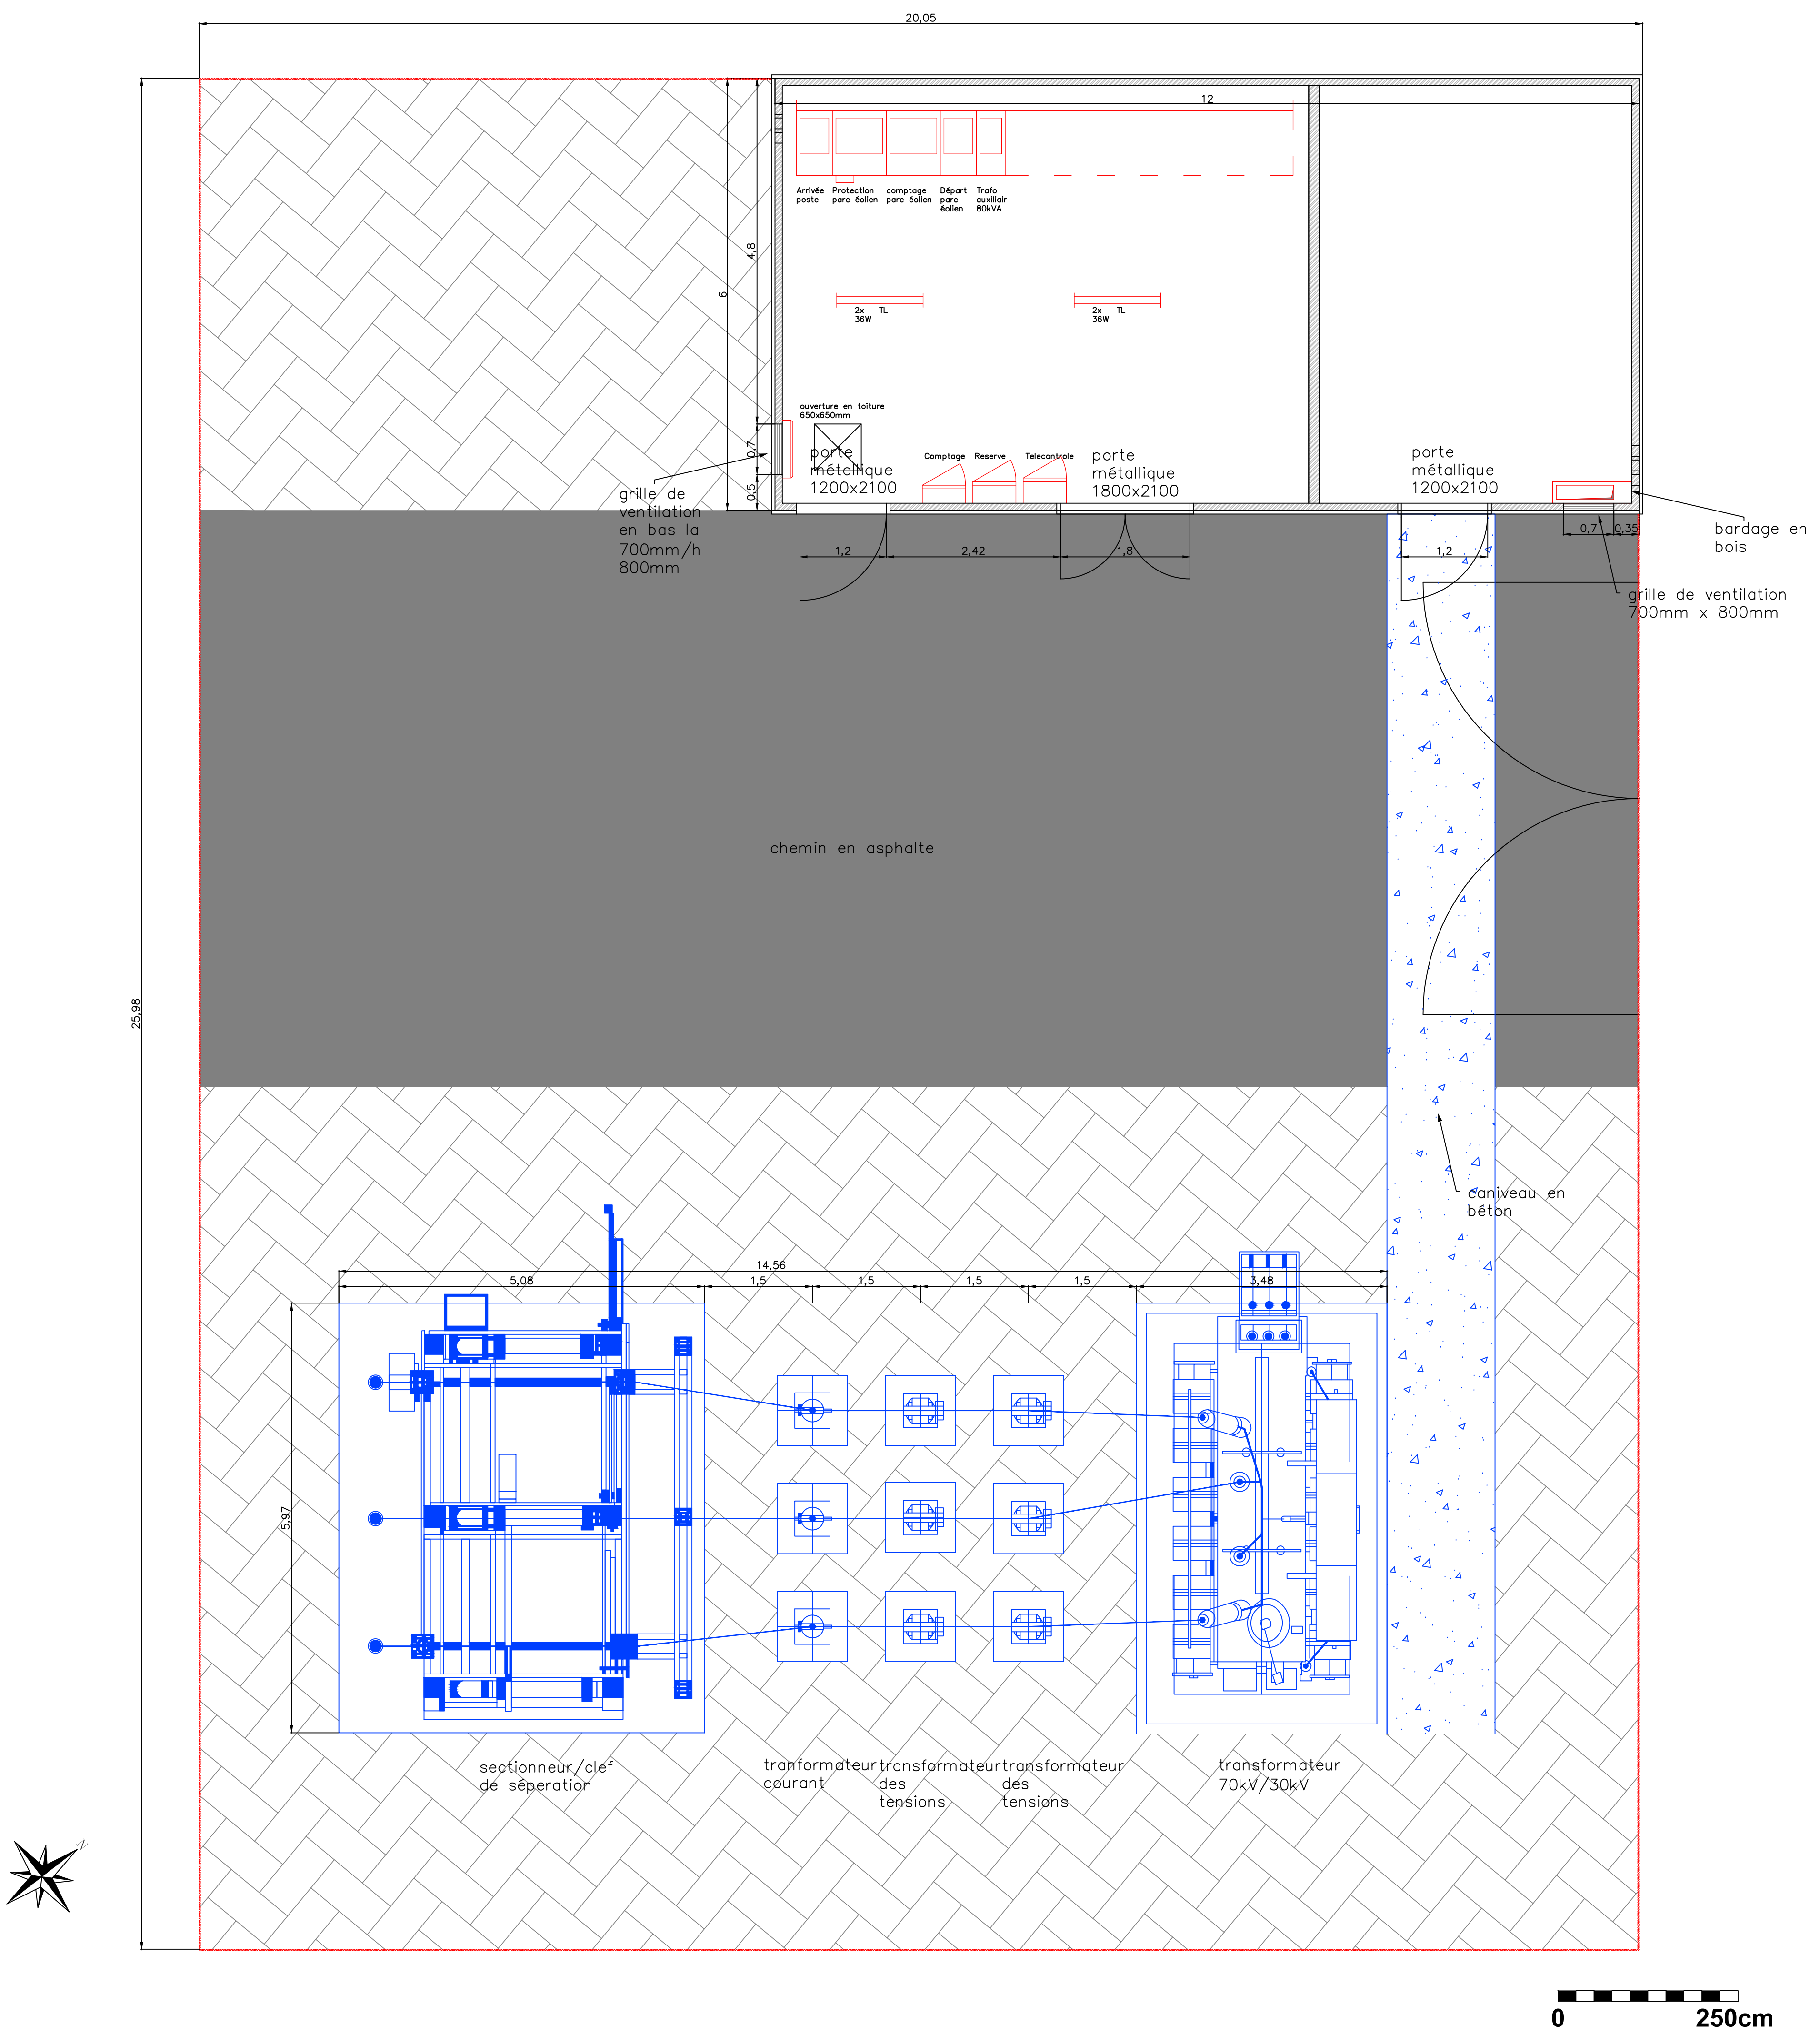 20,05
12
Arrivée
poste
Protection
parc éolien
comptage
parc éolien
Départ
parc
éolien
Trafo
auxiliair
80kVA
4,8
6
2x TL
36W
2x TL
36W
ouverture en toiture
650x650mm
0,7
0,5
porte
métallique
1200x2100
Comptage
Reserve
Telecontrole
porte
métallique
1800x2100
porte
métallique
1200x2100
grille de
ventilation
en bas la
700mm/h
800mm
1,2
2,42
1,8
1,2
0,7
0,35
bardage en
bois
grille de ventilation
700mm x 800mm
chemin en asphalte
25,98
caniveau en
béton
14,56
5,08
1,5
1,5
1,5
1,5
3,48
5,97
sectionneur/clef
de séperation
tranformateur
courant
transformateur
des
tensions
transformateur
des
tensions
transformateur
70kV/30kV
N
0
250cm